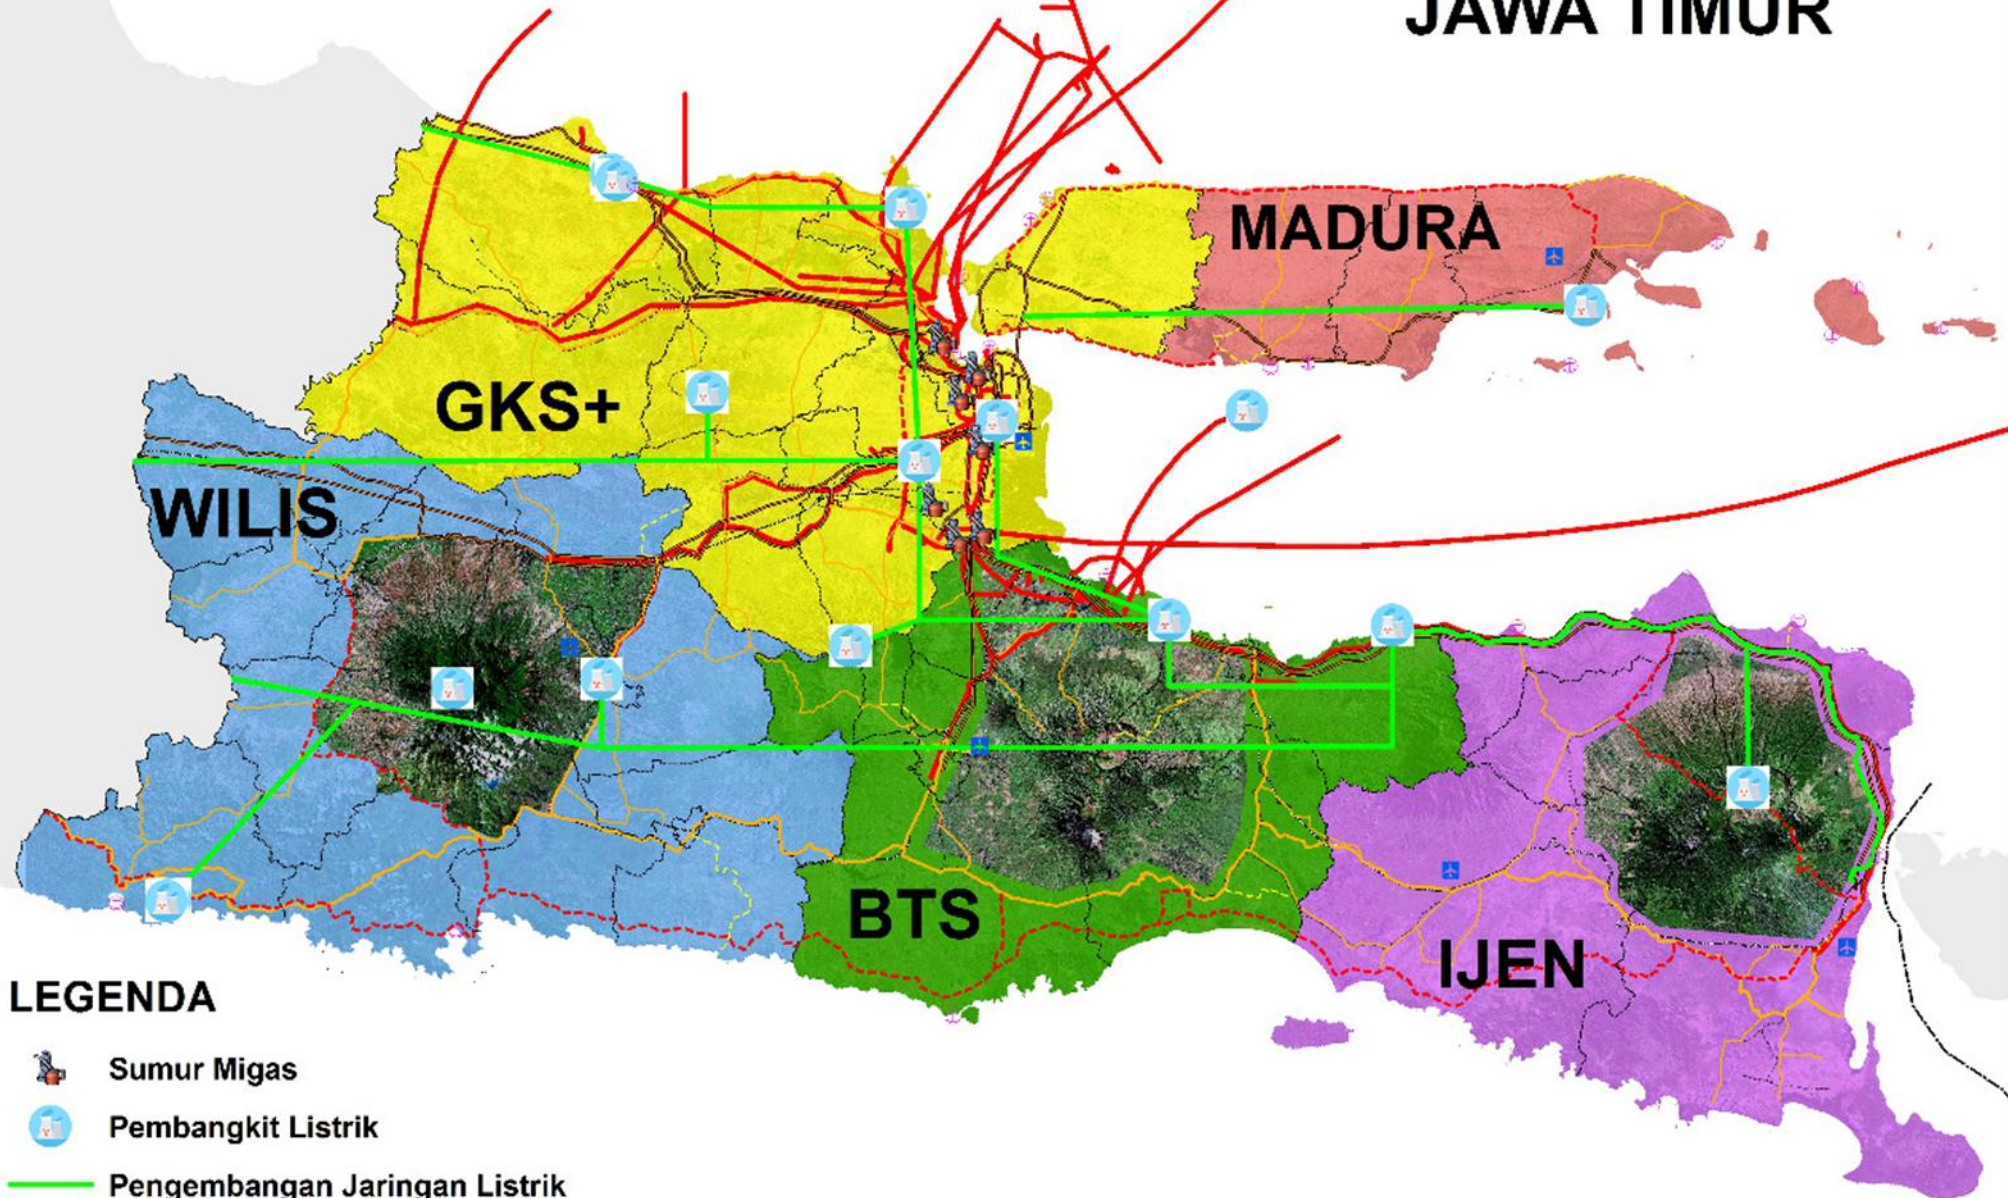 JAWA TIMUR
MADURA
GKS+
WILIS
BTS
IJEN
LEGENDA
Sumur Migas
Pembangkit Listrik
Pengembangan Jaringan Listrik